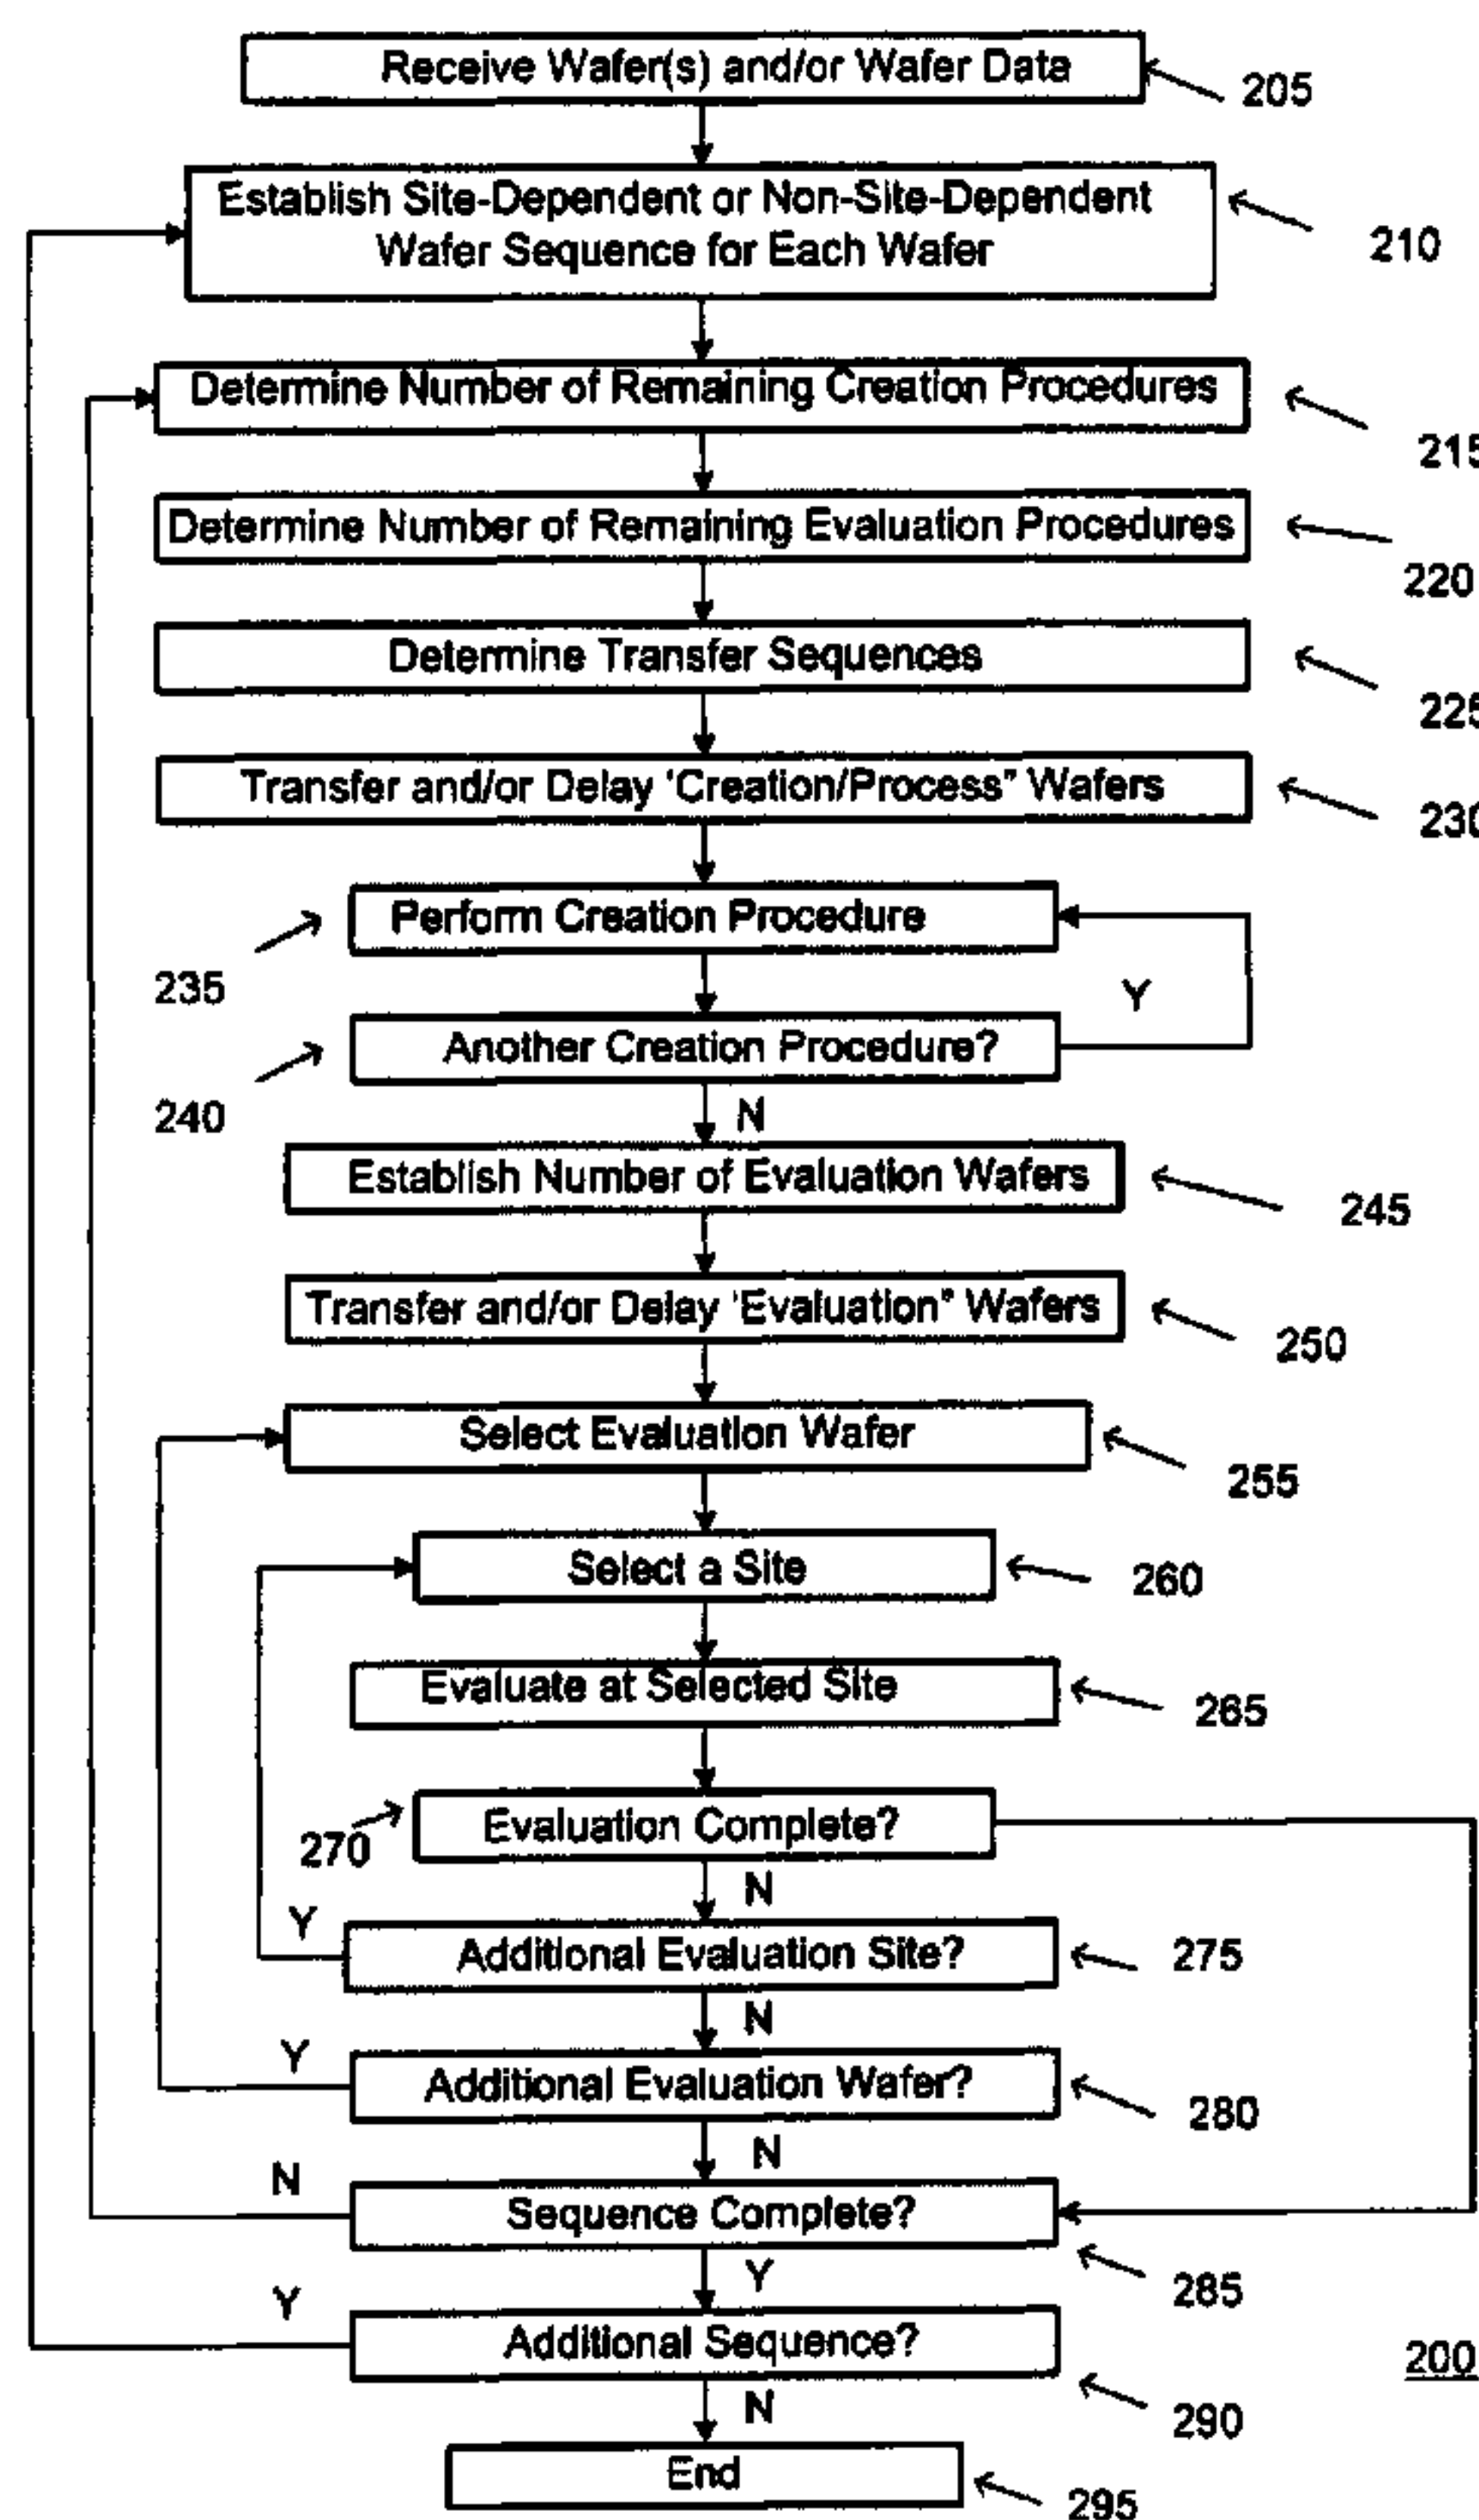 Receive Wafer(s) and/or Wafer Data
205
Establish Site-Dependent or Non-Site-Dependent
Wafer Sequence for Each Wafer
210
Determine Number of Remaining Creation Procedures
215
Determine Number of Remaining Evaluation Procedures
220
Determine Transfer Sequences
225
Transfer and/or Delay 'Creation/Process" Wafers
230
Perform Creation Procedure
235
Y
Another Creation Procedure?
240
N
Establish Number of Evaluation Wafers
245
Transfer and/or Delay 'Evaluation" Wafers
250
Select Evaluation Wafer
255
Select a Site
260
Evaluate at Selected Site
265
Evaluation Complete?
270
N
Y
Additional Evaluation Site?
275
N
Y
Additional Evaluation Wafer?
280
N
N
Sequence Complete?
285
Y
Y
Additional Sequence?
290
200
N
End
295